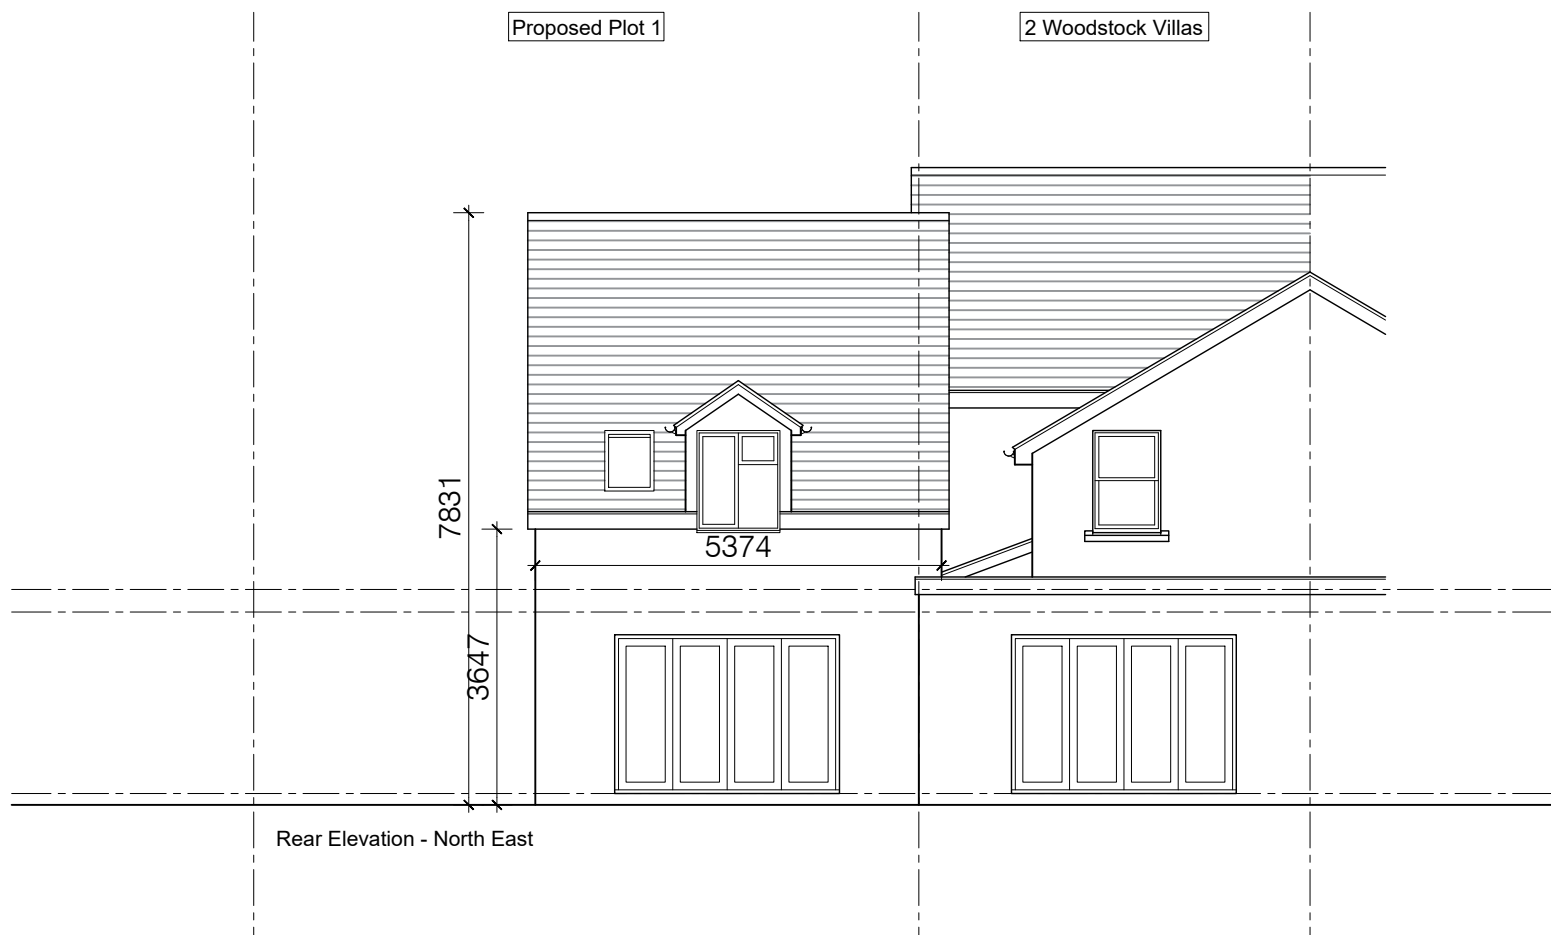 Proposed Plot 1
2 Woodstock Villas
7831
5374
3647
Rear Elevation - North East